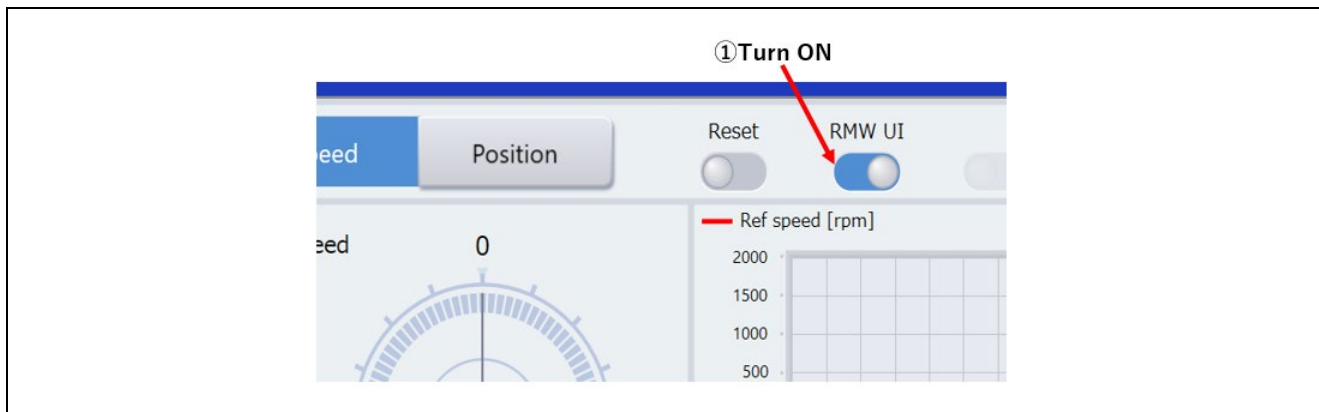 ①Turn ON
Reset RMW UI
eed Position
Ref speed [rpm]
eed 0
2000
1500
1000
500